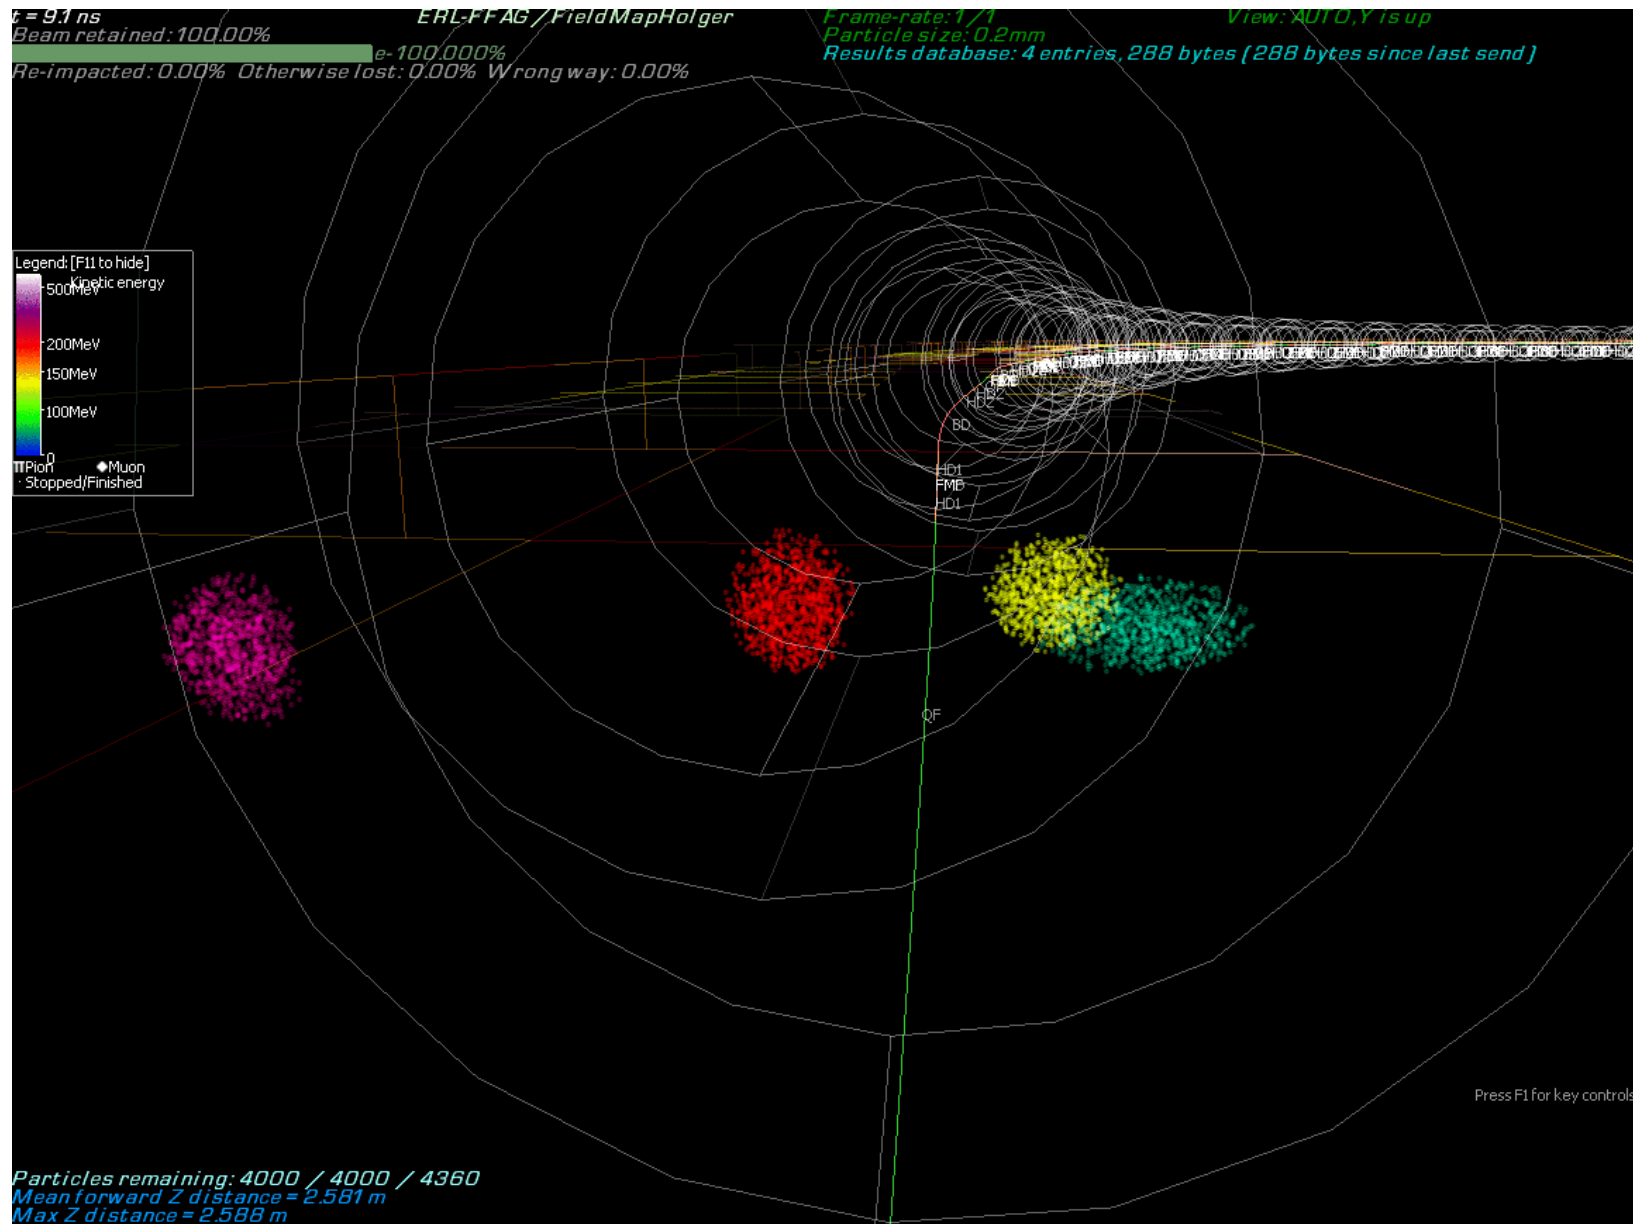 t = 9.1 ns
ERL-FFAG / FieldMapHolger
Frame-rate: 1 / 1
View: AUTO, Y is up
Beam retained: 100.00%
Particle size: 0.2mm
e- 100.000%
Results database: 4 entries, 288 bytes ( 288 bytes since last send )
Re-impacted: 0.00% Otherwise lost: 0.00% Wrong way: 0.00%
Legend: [F11 to hide]
Kinetic energy
500MeV
200MeV
150MeV
100MeV
0
Pion
Muon
Stopped/Finished
BD
HD1
FMD
HD1
QF
Press F1 for key controls
Particles remaining: 4000 / 4000 / 4360
Mean forward Z distance = 2.581 m
Max Z distance = 2.588 m